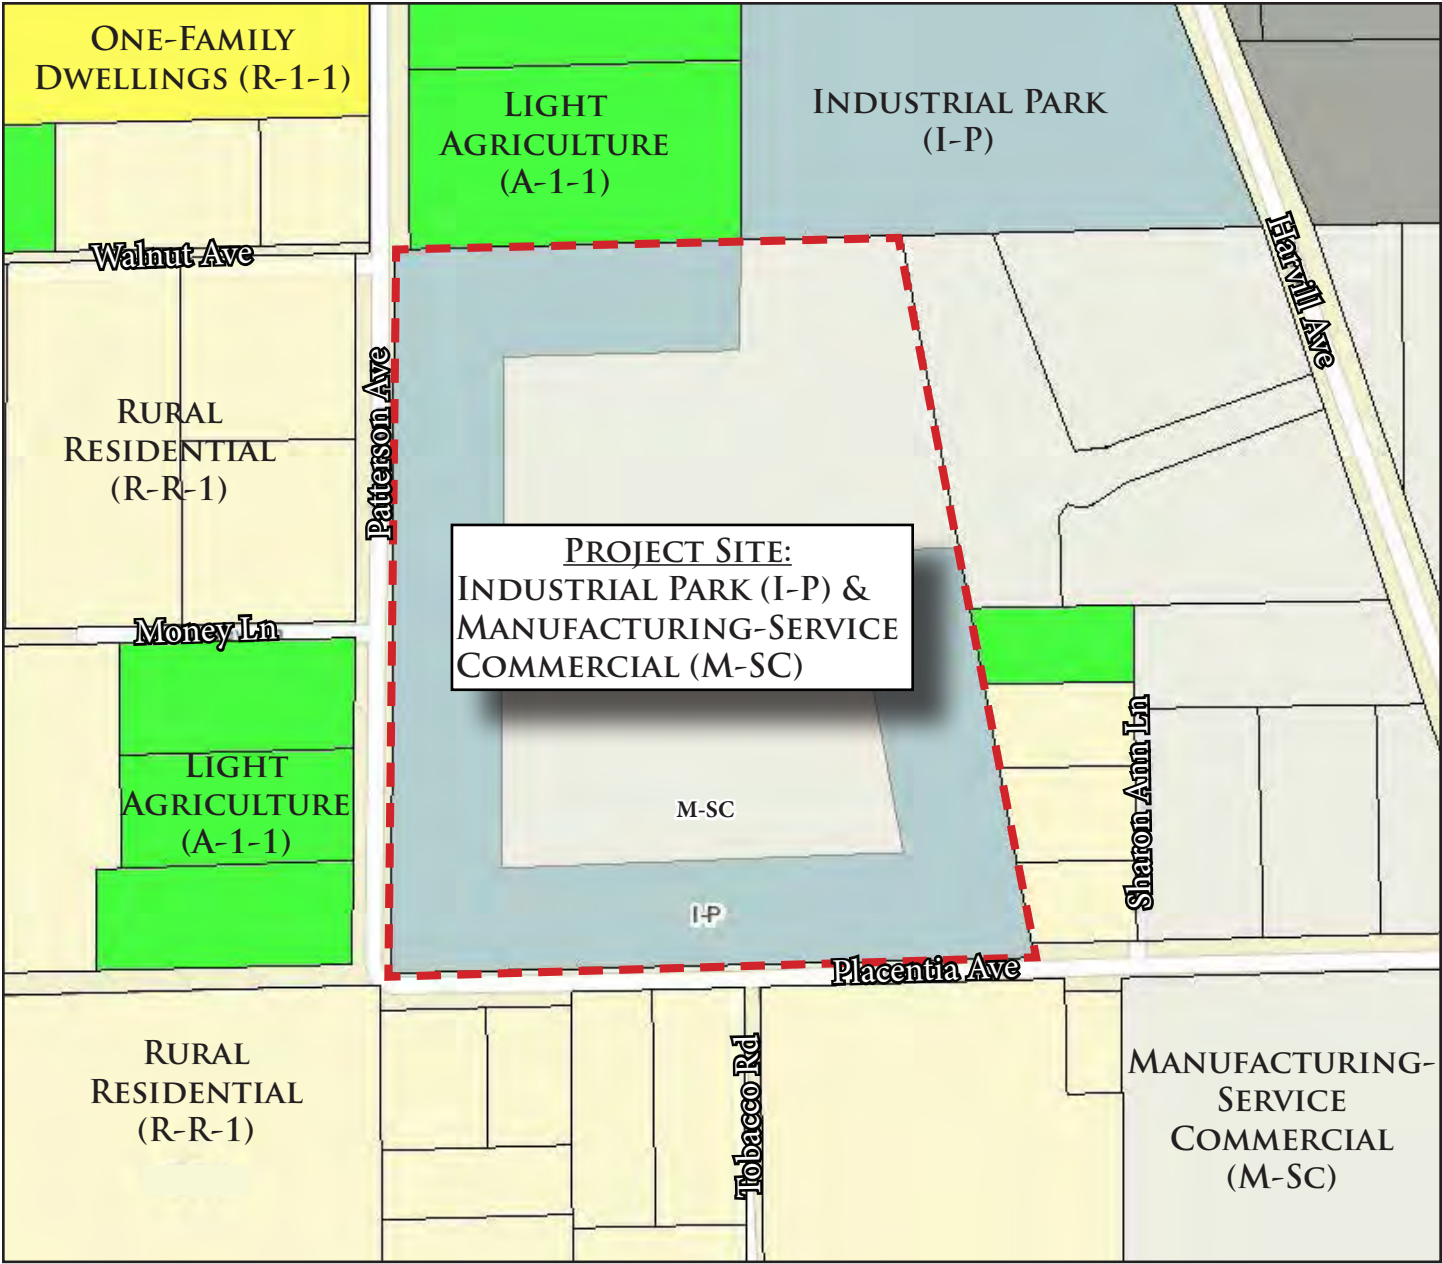 One-Family
Dwellings (R-1-1)
Light
Agriculture
(A-1-1)
Industrial Park
(I-P)
Walnut Ave
Harvill Ave
Patterson Ave
Rural
Residential
(R-R-1)
Project Site:
Industrial Park (I-P) &
Manufacturing-Service
Commercial (M-SC)
Money Ln
Light
Agriculture
(A-1-1)
M-SC
Sharon Ann Ln
I-P
Placentia Ave
Rural
Residential
(R-R-1)
Tobacco Rd
Manufacturing-
Service
Commercial
(M-Sc)